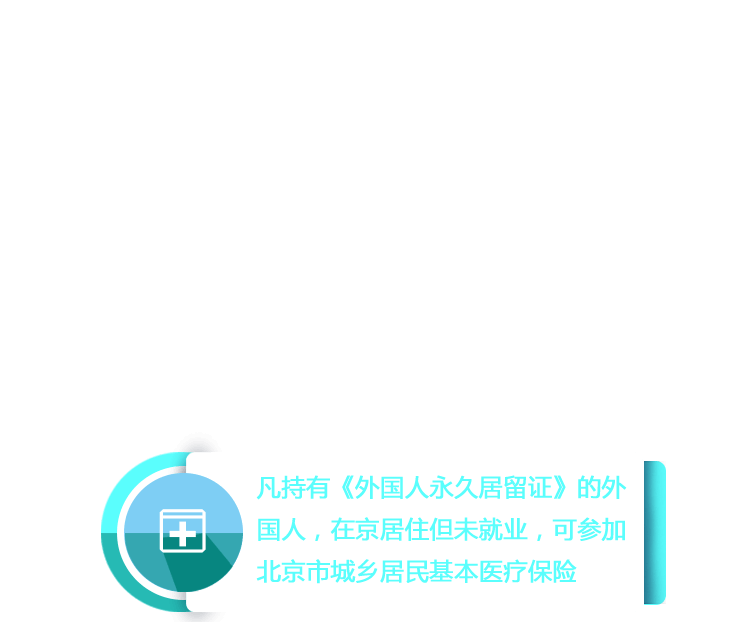 凡持有《外国人永久居留证》的外
国人，在京居住但未就业，可参加
北京市城乡居民基本医疗保险